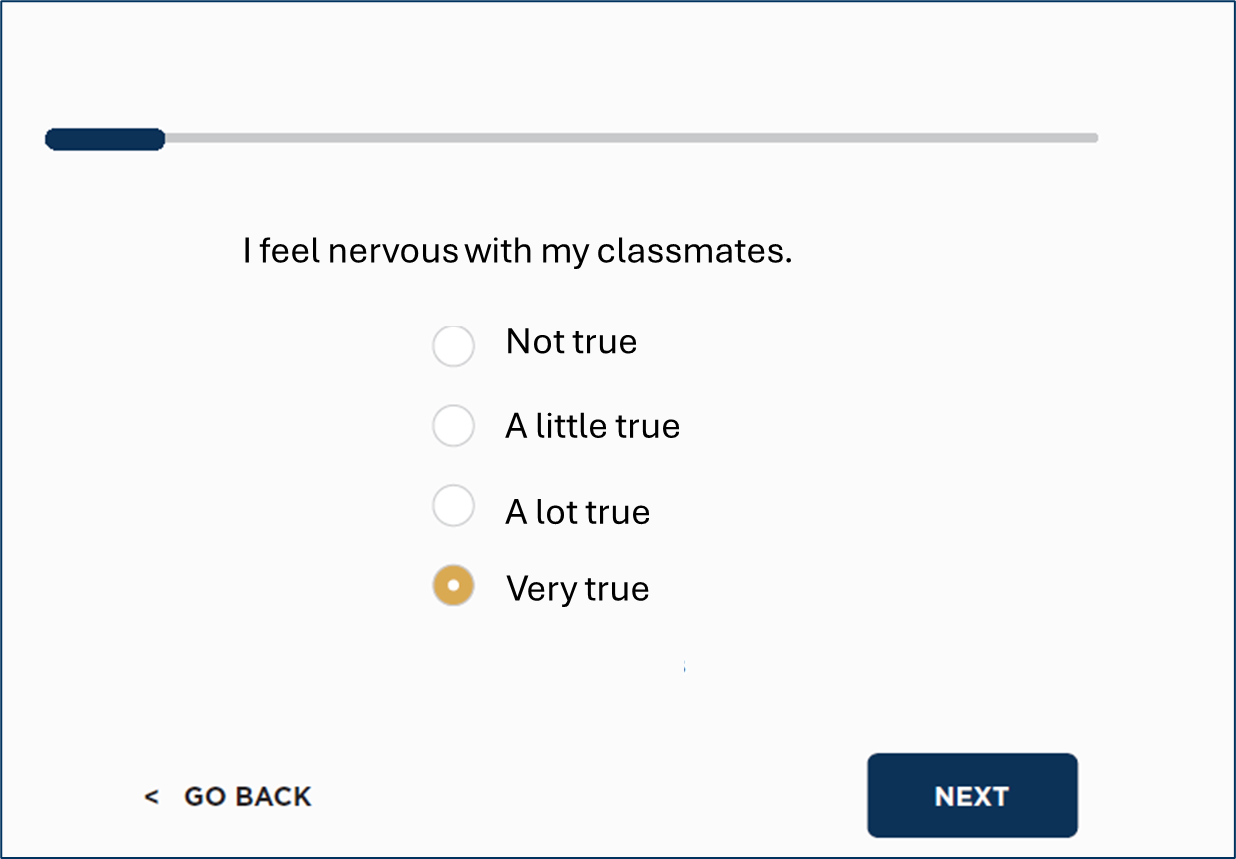 I feel nervous with my classmates.
Not true
A little true
A lot true
Very true
< GO BACK
NEXT